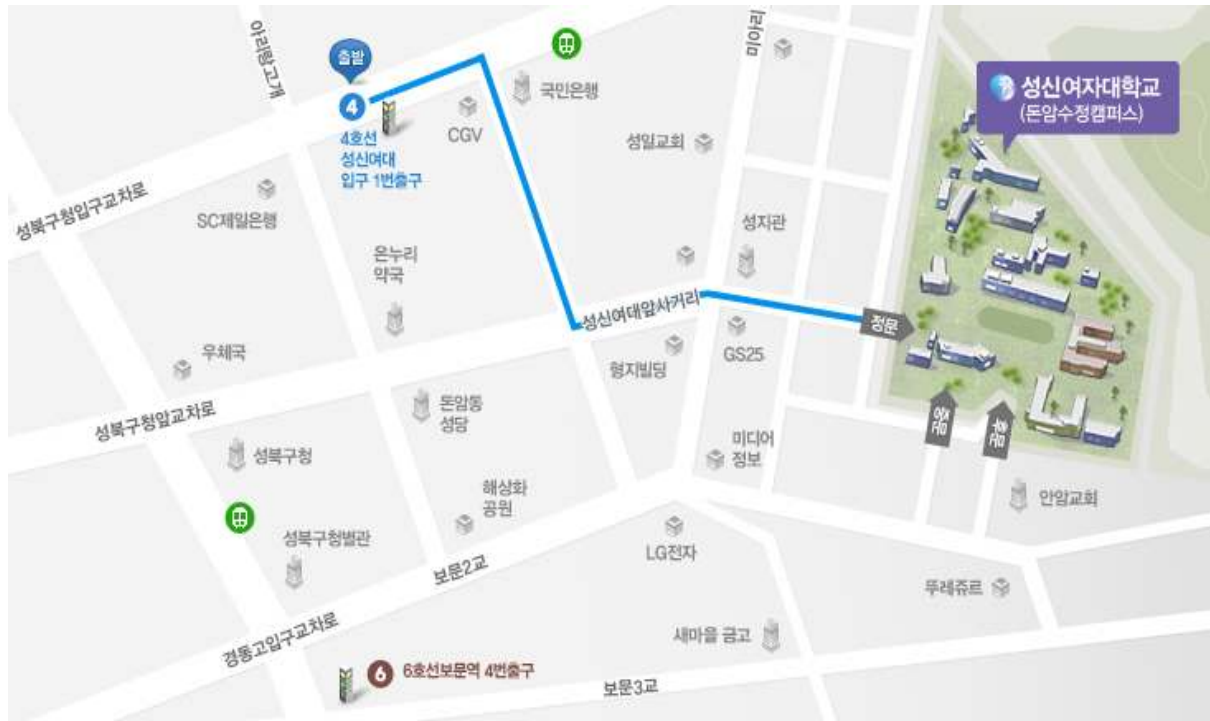 아리랑고개
출발
4
4호선
성신여대
입구 1번출구
CGV
국민은행
미아리
성신여자대학교
(돈암수정캠퍼스)
성일교회
성북구청입구교차로
SC제일은행
온누리
약국
성지관
성신여대앞사거리
정문
우체국
형지빌딩
GS25
성북구청앞교차로
돈암동
성당
중문
후문
성북구청
미디어
정보
해상화
공원
안암교회
성북구청별관
LG전자
보문2교
뚜레쥬르
경동고입구교차로
새마을 금고
6
6호선보문역 4번출구
보문3교